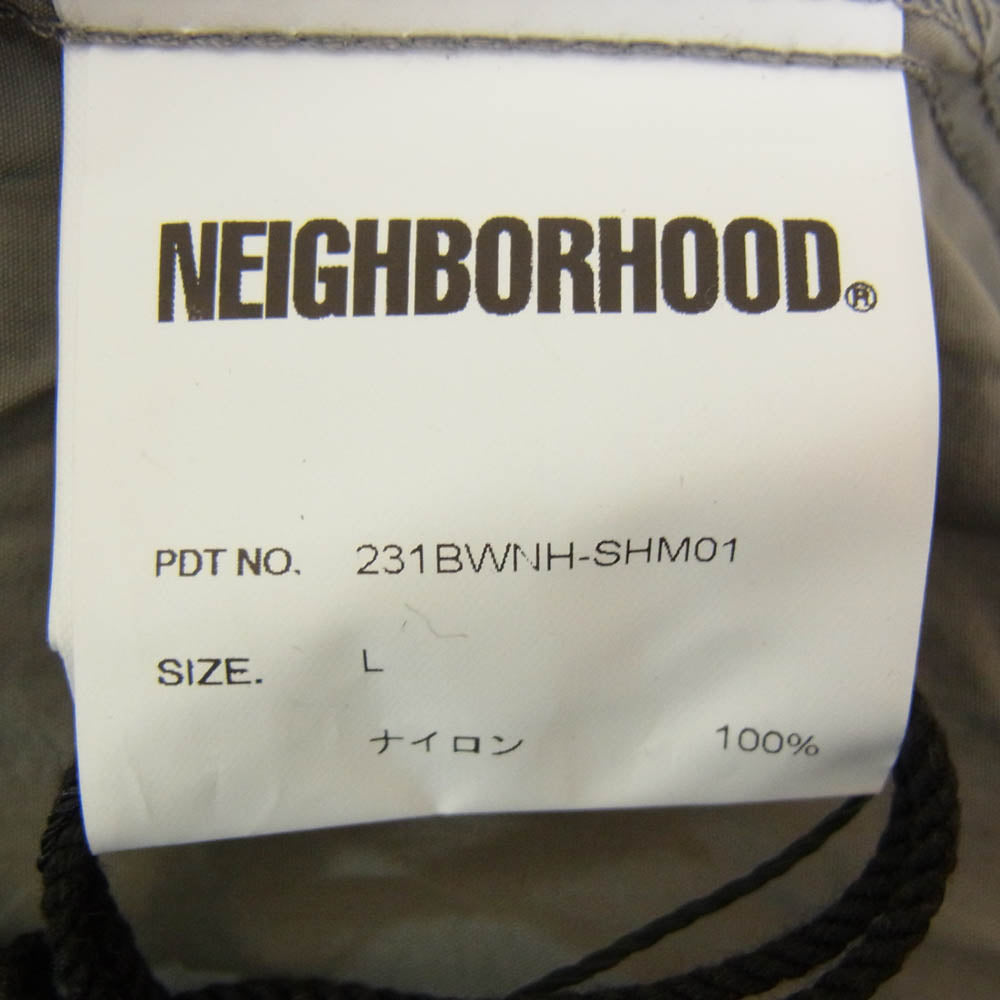 NEIGHBORHOOD®
PDT NO. 231BWNH-SHM01
SIZE. L
ナイロン 100%